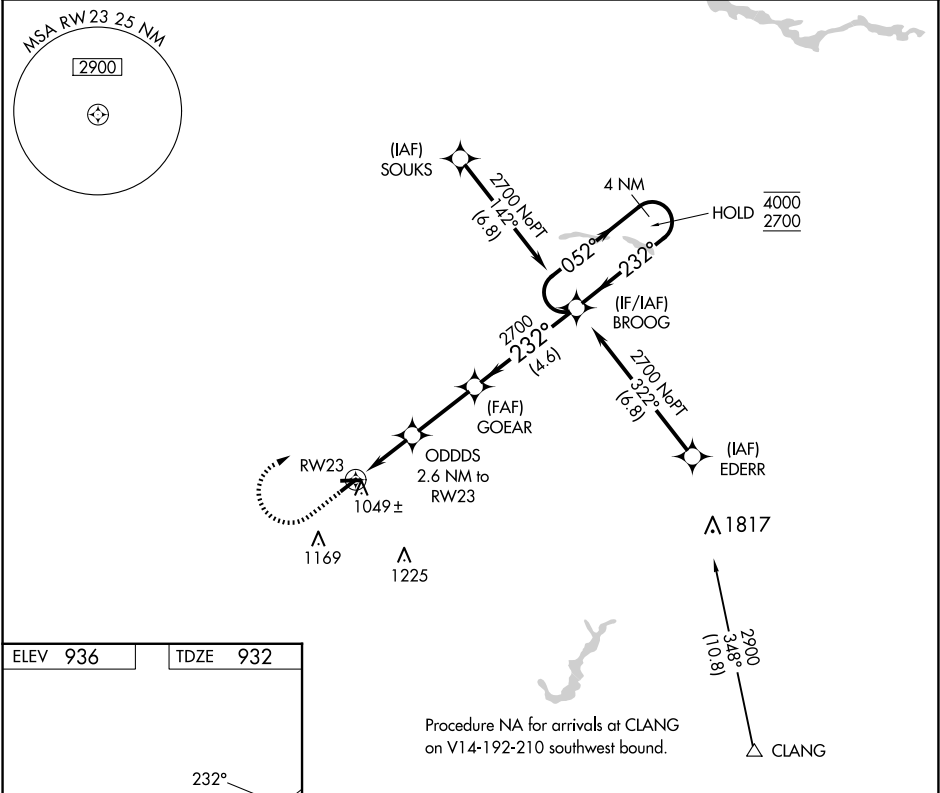 MSA RW 23 25 NM
2900
(IAF)
SOUKS
2700 NoPT
142°
(6.8)
4 NM
HOLD
4000
2700
052°
232°
(IF/IAF)
BROOG
2700
232°
(4.6)
2700 NoPT
322°
(6.8)
(FAF)
GOEAR
(IAF)
EDERR
ODDDS
2.6 NM to
RW23
RW23
1049±
1817
1169
1225
2900
348°
(10.8)
ELEV 936
TDZE 932
Procedure NA for arrivals at CLANG
on V14-192-210 southwest bound.
CLANG
232°